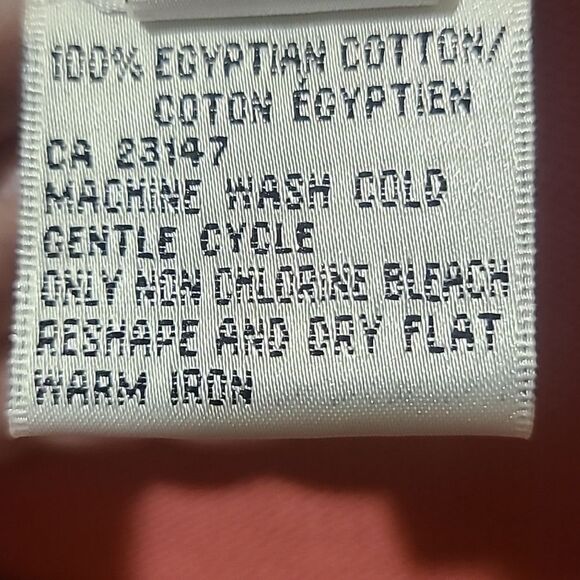 100% EGYPTIAN COTTON/
COTON ÉGYPTIEN
CA 23147
MACHINE WASH COLD
GENTLE CYCLE
ONLY NON CHLORINE BLEACH
RESHAPE AND DRY FLAT
WARM IRON